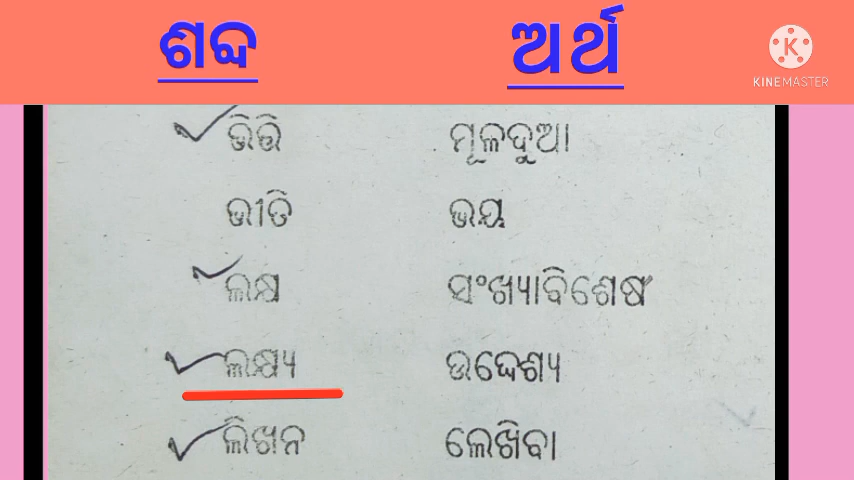 ଶବ୍ଦ ଅର୍ଥ
KINEMASTER
ଭିତ୍ତି ମୂଳଦୁଆ
ଭୀତି ଭୟ
ଲକ୍ଷ ସଂଖ୍ୟାବିଶେଷ
ଲକ୍ଷ୍ୟ ଉଦ୍ଦେଶ୍ୟ
ଲିଖନ ଲେଖିବା